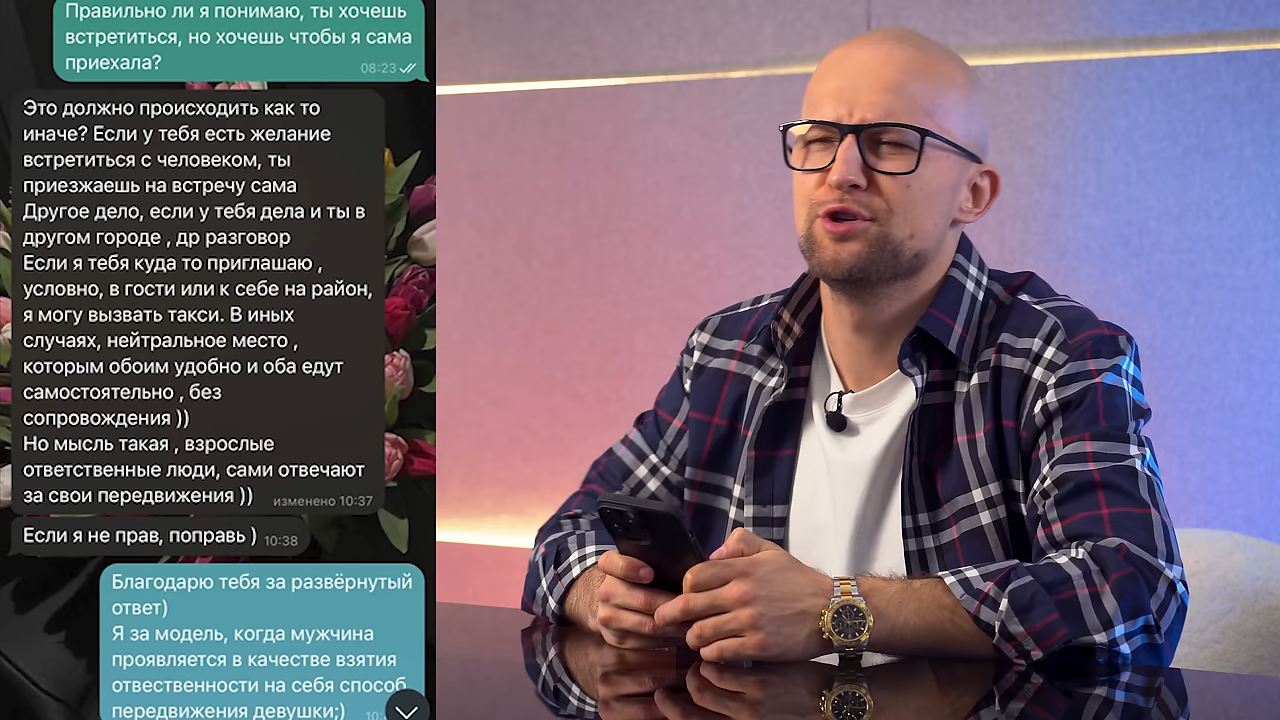 Правильно ли я понимаю, ты хочешь
встретиться, но хочешь чтобы я сама
приехала?
08:23
Это должно происходить как то
иначе? Если у тебя есть желание
встретиться с человеком, ты
приезжаешь на встречу сама
Другое дело, если у тебя дела и ты в
другом городе , др разговор
Если я тебя куда то приглашаю ,
условно, в гости или к себе на район,
я могу вызвать такси. В иных
случаях, нейтральное место ,
которым обоим удобно и оба едут
самостоятельно , без
сопровождения ))
Но мысль такая , взрослые
ответственные люди, сами отвечают
за свои передвижения ))
изменено 10:37
Если я не прав, поправь )
10:38
Благодарю тебя за развёрнутый
ответ)
Я за модель, когда мужчина
проявляется в качестве взятия
отвественности на себя способ
передвижения девушки;)